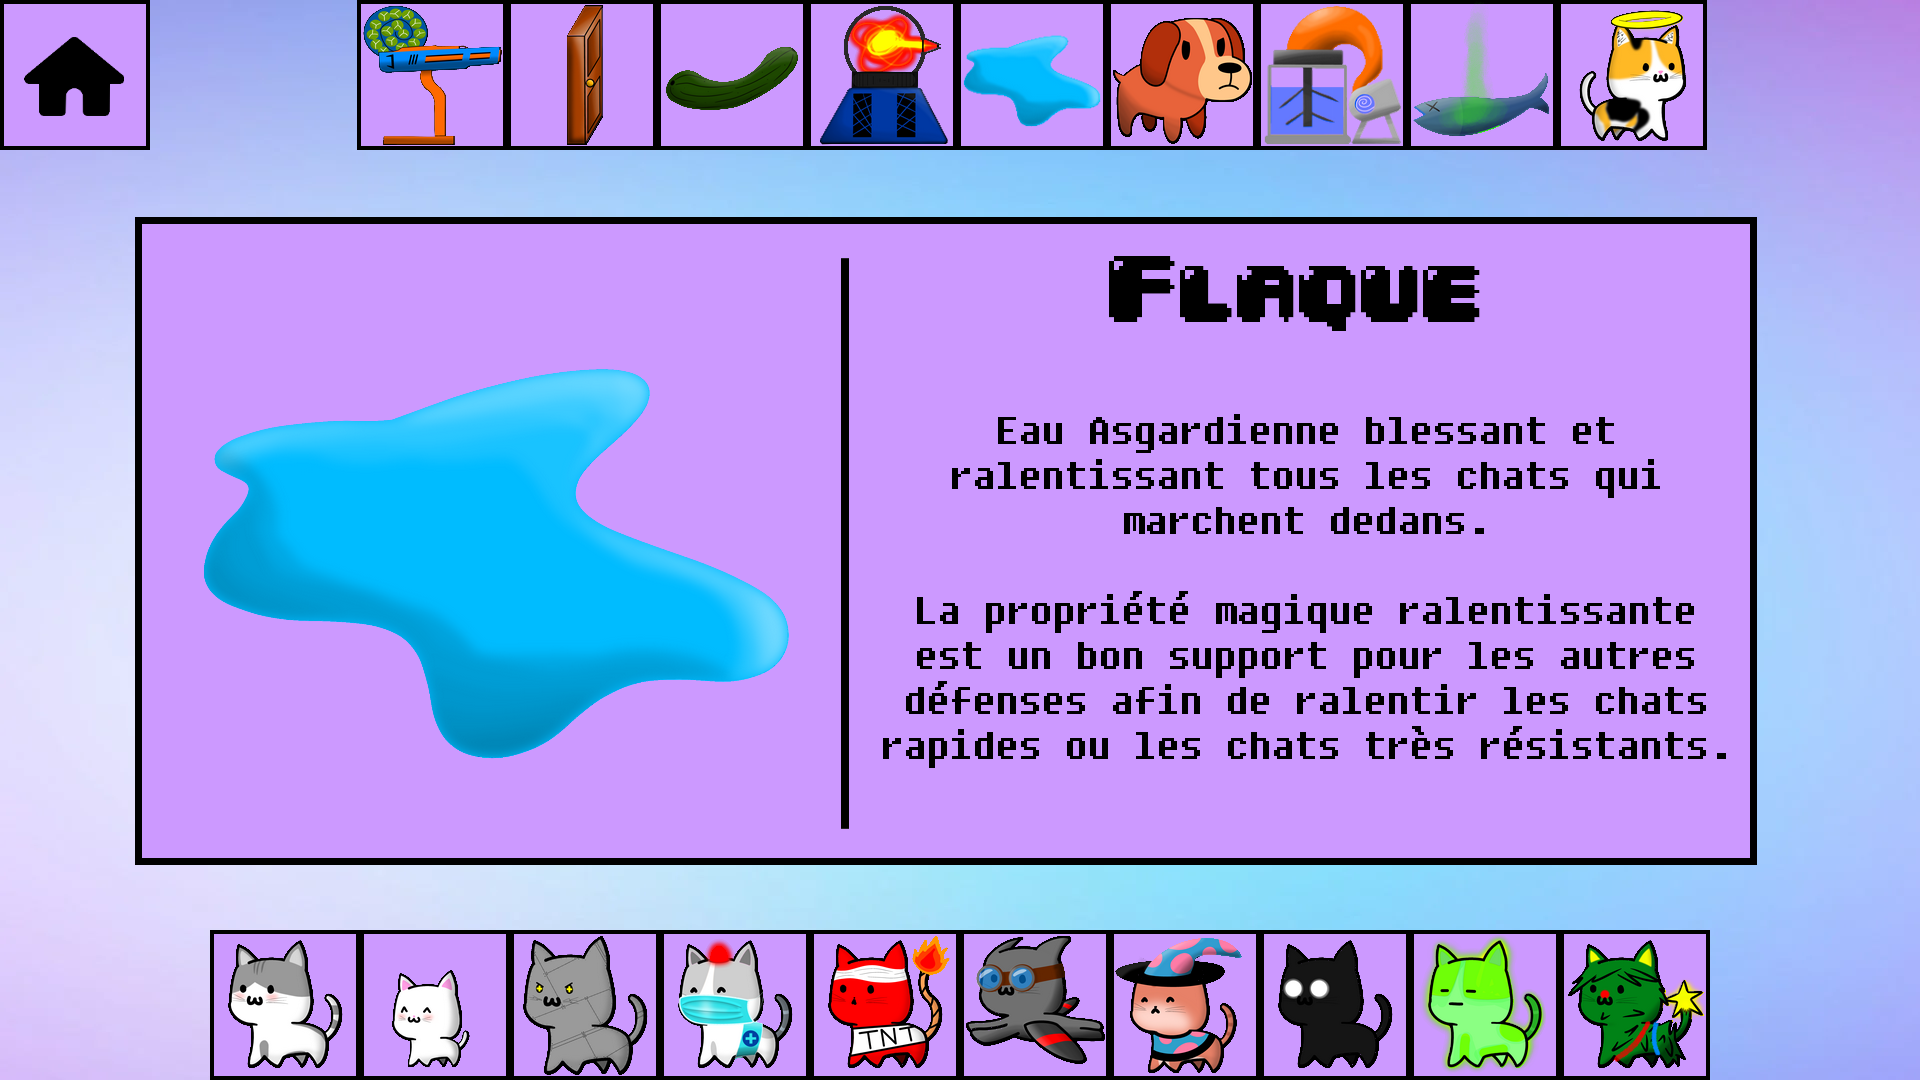 Flaque
Eau Asgardienne blessant et
ralentissant tous les chats qui
marchent dedans.
La propriété magique ralentissante
est un bon support pour les autres
défenses afin de ralentir les chats
rapides ou les chats très résistants.
TNT